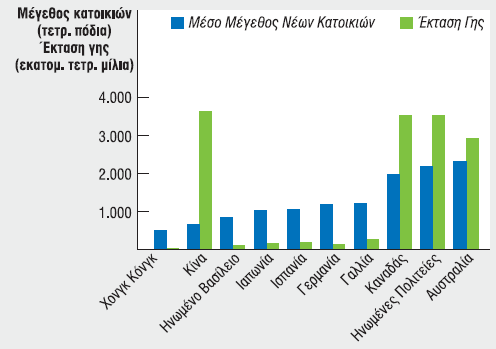 Μέγεθος κατοικιών
(τετρ. πόδια)
Έκταση γης
(εκατομ. τετρ. μίλια)
Μέσο Μέγεθος Νέων Κατοικιών
Έκταση Γης
4.000
3.000
2.000
1.000
Χονγκ Κόνγκ
Κίνα
Ηνωμένο Βασίλειο
Ιαπωνία
Ισπανία
Γερμανία
Γαλλία
Καναδάς
Ηνωμένες Πολιτείες
Αυστραλία